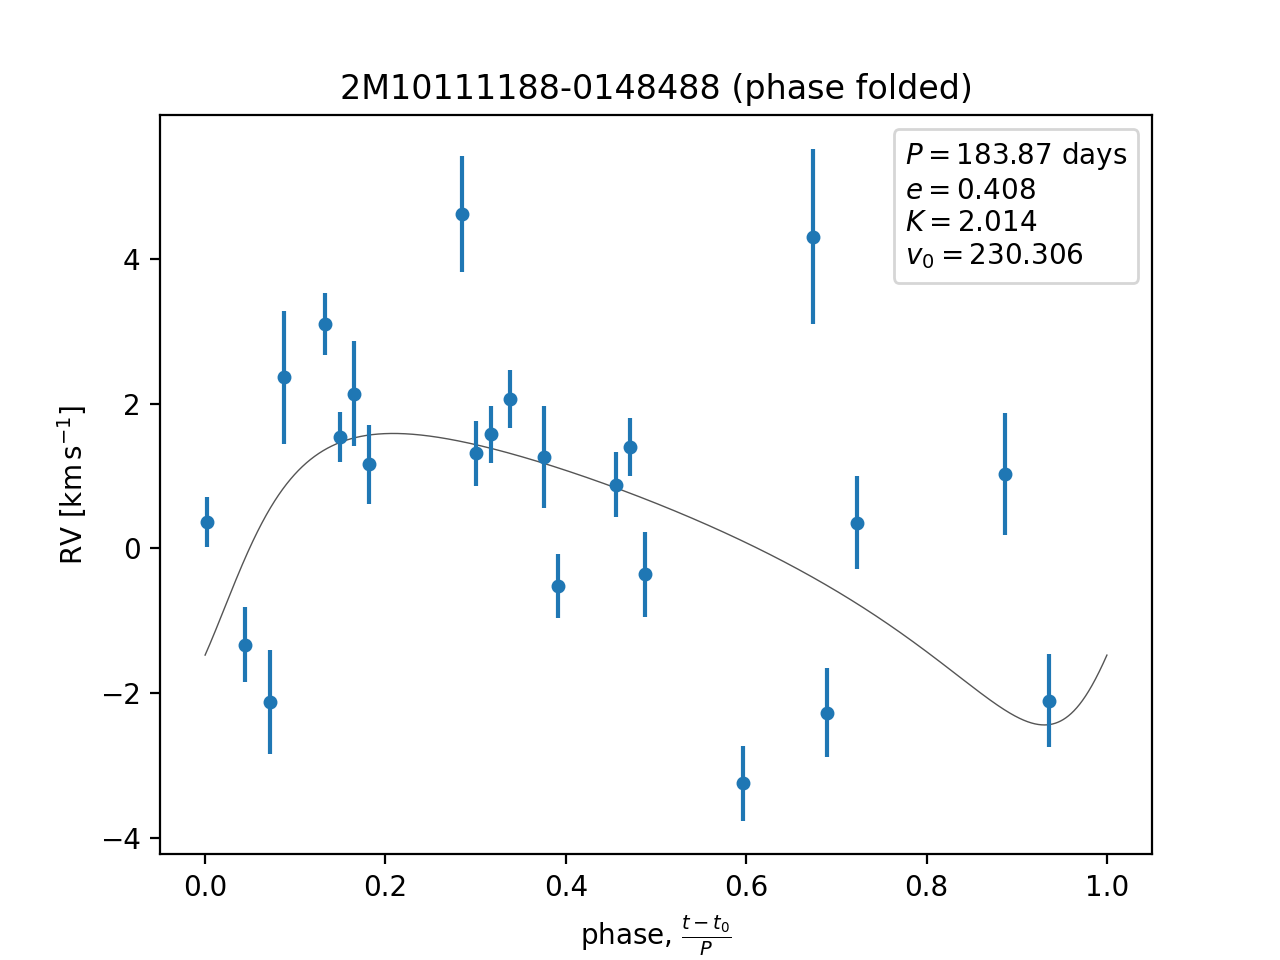 2M10111188-0148488 (phase folded)
P = 183.87 days
e = 0.408
K = 2.014
v₀ = 230.306
4
2
0
−2
−4
RV [km s⁻¹]
0.0 0.2 0.4 0.6 0.8 1.0
phase, (t − t₀)/P